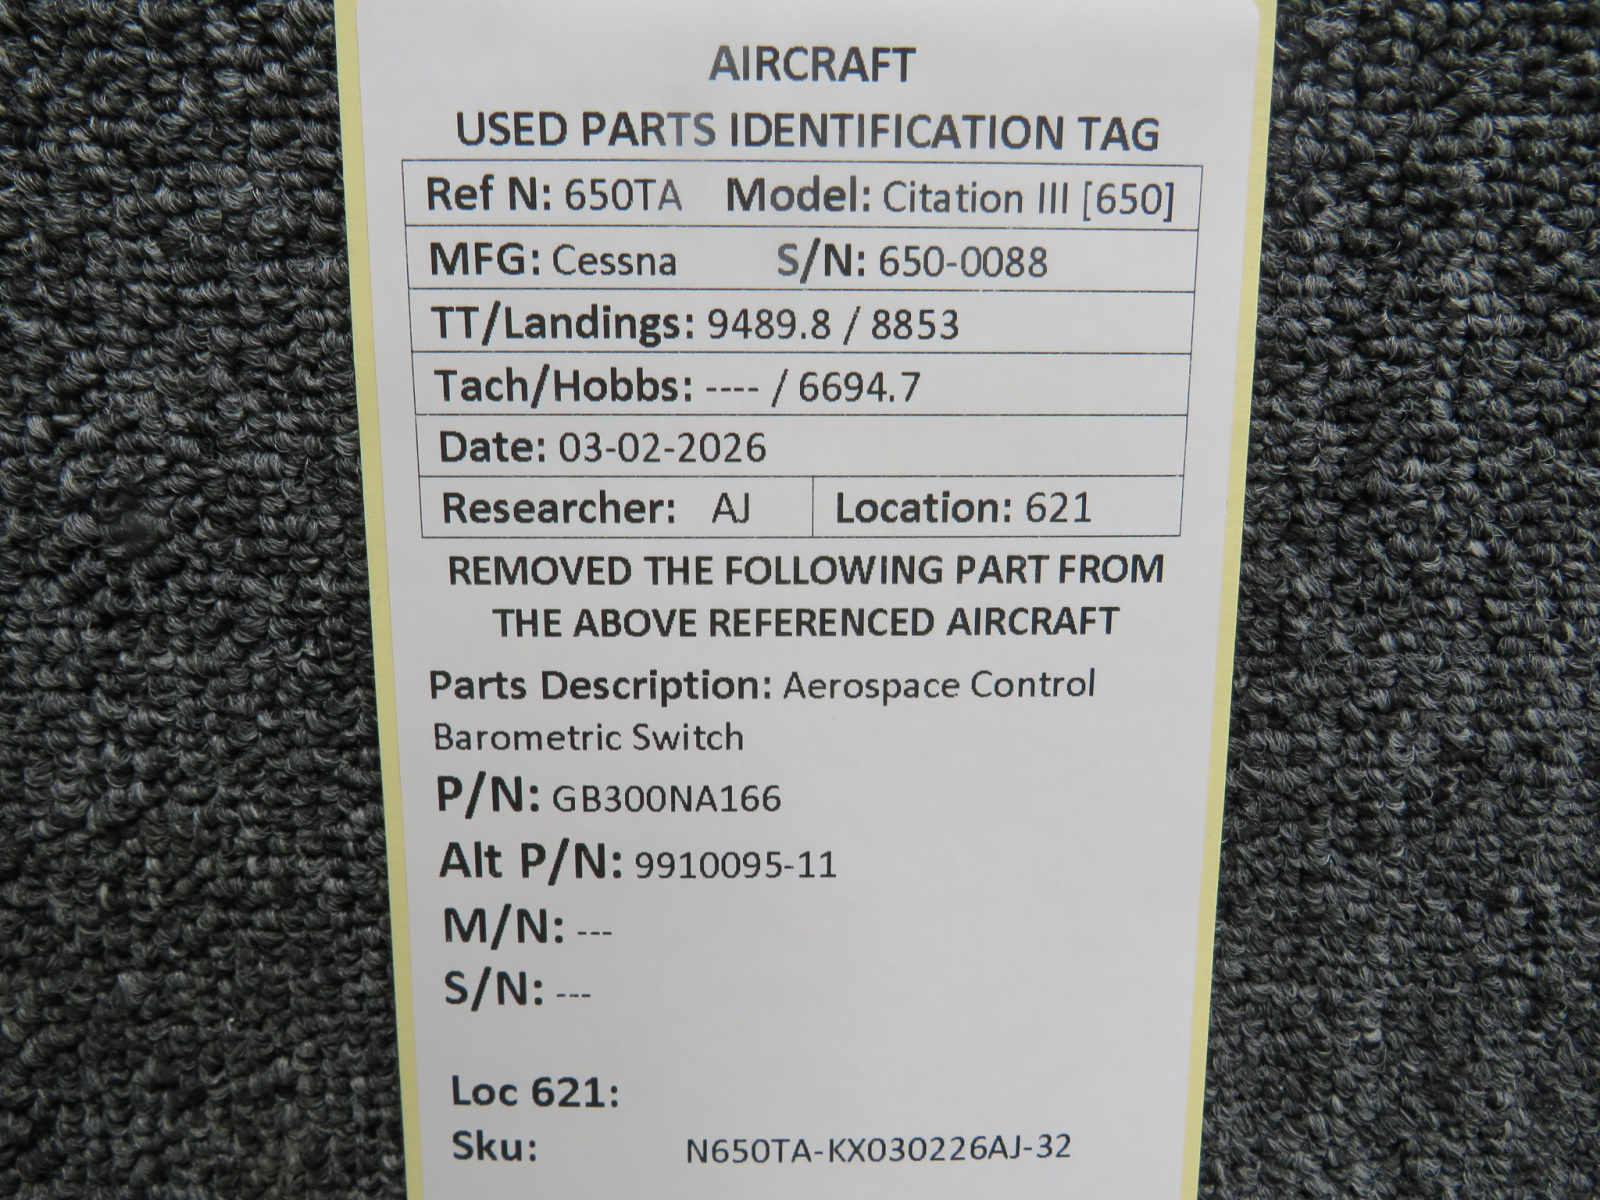 AIRCRAFT
USED PARTS IDENTIFICATION TAG
Ref N: 650TA Model: Citation III [650]
MFG: Cessna S/N: 650-0088
TT/Landings: 9489.8 / 8853
Tach/Hobbs: ---- / 6694.7
Date: 03-02-2026
Researcher: AJ Location: 621
REMOVED THE FOLLOWING PART FROM
THE ABOVE REFERENCED AIRCRAFT
Parts Description: Aerospace Control
Barometric Switch
P/N: GB300NA166
Alt P/N: 9910095-11
M/N: ---
S/N: ---
Loc 621:
Sku: N650TA-KX030226AJ-32